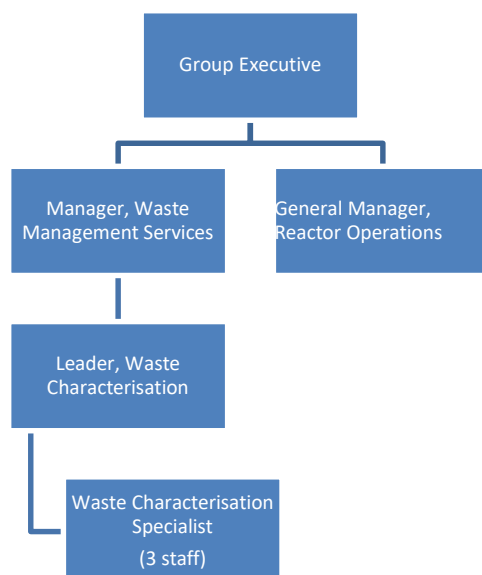 Group Executive
Manager, Waste
Management Services
General Manager,
Reactor Operations
Leader, Waste
Characterisation
Waste Characterisation
Specialist
(3 staff)